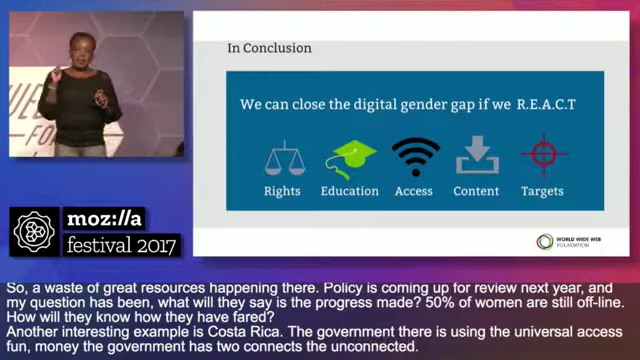 In Conclusion
We can close the digital gender gap if we R.E.A.C.T
Rights
Education
Access
Content
Targets
WORLD WIDE WEB
FOUNDATION
moz://a
festival 2017
So, a waste of great resources happening there. Policy is coming up for review next year, and
my question has been, what will they say is the progress made? 50% of women are still off-line.
How will they know how they have fared?
Another interesting example is Costa Rica. The government there is using the universal access
fun, money the government has two connects the unconnected.